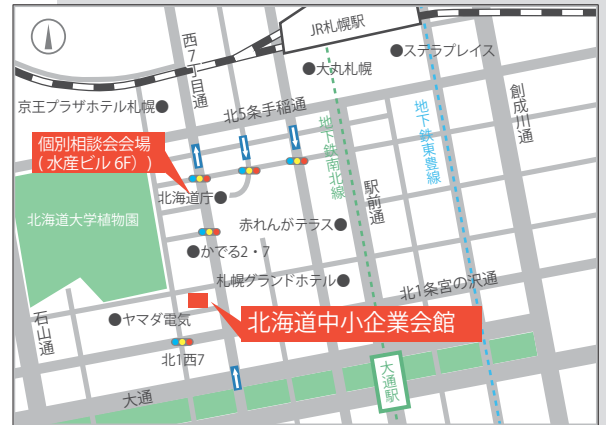 JR札幌駅
西7丁目通
●ステラプレイス
●大丸札幌
京王プラザホテル札幌●
北5条手稲通
創成川通
地下鉄南北線
地下鉄東豊線
個別相談会会場
(水産ビル 6F）)
駅前通
北海道庁●
北海道大学植物園
赤れんがテラス●
●かでる2・7
札幌グランドホテル●
北1条宮の沢通
石山通
●ヤマダ電気
北海道中小企業会館
北1西7
大通
大通駅